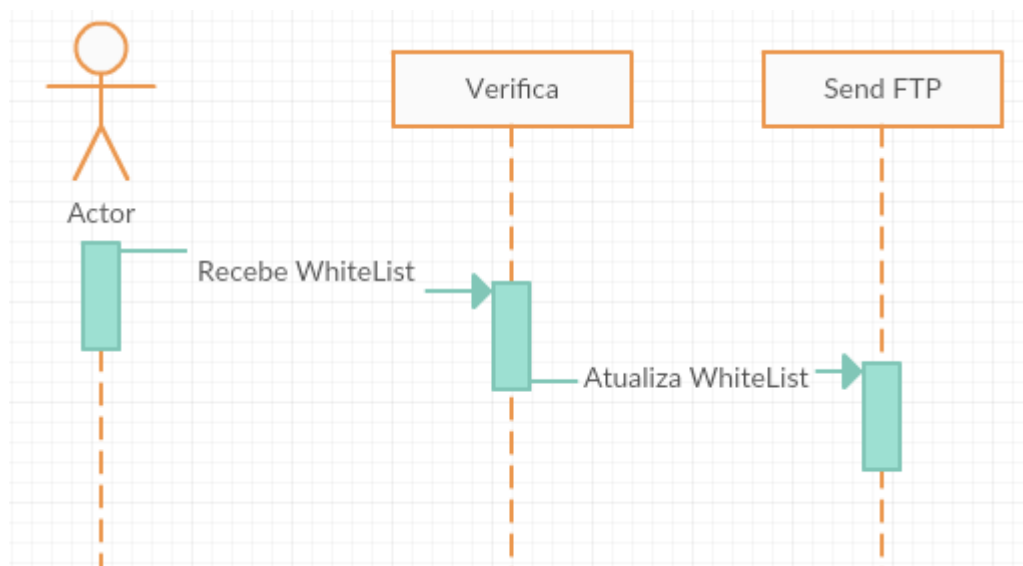 Verifica
Send FTP
Actor
Recebe WhiteList
Atualiza WhiteList